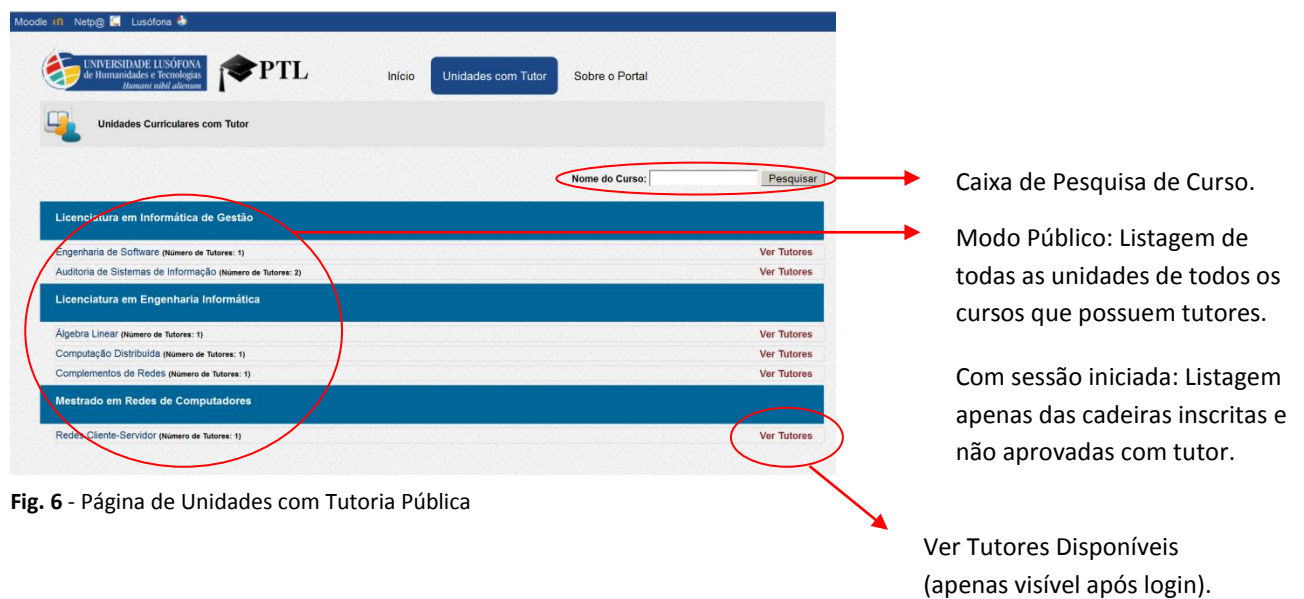 Moodle Netp@ Lusófona
UNIVERSIDADE LUSÓFONA
de Humanidades e Tecnologias
Humani nihil alienum
PTL
Início Unidades com Tutor Sobre o Portal
Unidades Curriculares com Tutor
Nome do Curso: Pesquisar
Caixa de Pesquisa de Curso.
Licenciatura em Informática de Gestão
Engenharia de Software (Número de Tutores: 1) Ver Tutores
Auditoria de Sistemas de Informação (Número de Tutores: 2) Ver Tutores
Licenciatura em Engenharia Informática
Álgebra Linear (Número de Tutores: 1) Ver Tutores
Computação Distribuída (Número de Tutores: 1) Ver Tutores
Complementos de Redes (Número de Tutores: 1) Ver Tutores
Mestrado em Redes de Computadores
Redes Cliente-Servidor (Número de Tutores: 1) Ver Tutores
Modo Público: Listagem de
todas as unidades de todos os
cursos que possuem tutores.
Com sessão iniciada: Listagem
apenas das cadeiras inscritas e
não aprovadas com tutor.
Fig. 6 - Página de Unidades com Tutoria Pública
Ver Tutores Disponíveis
(apenas visível após login).